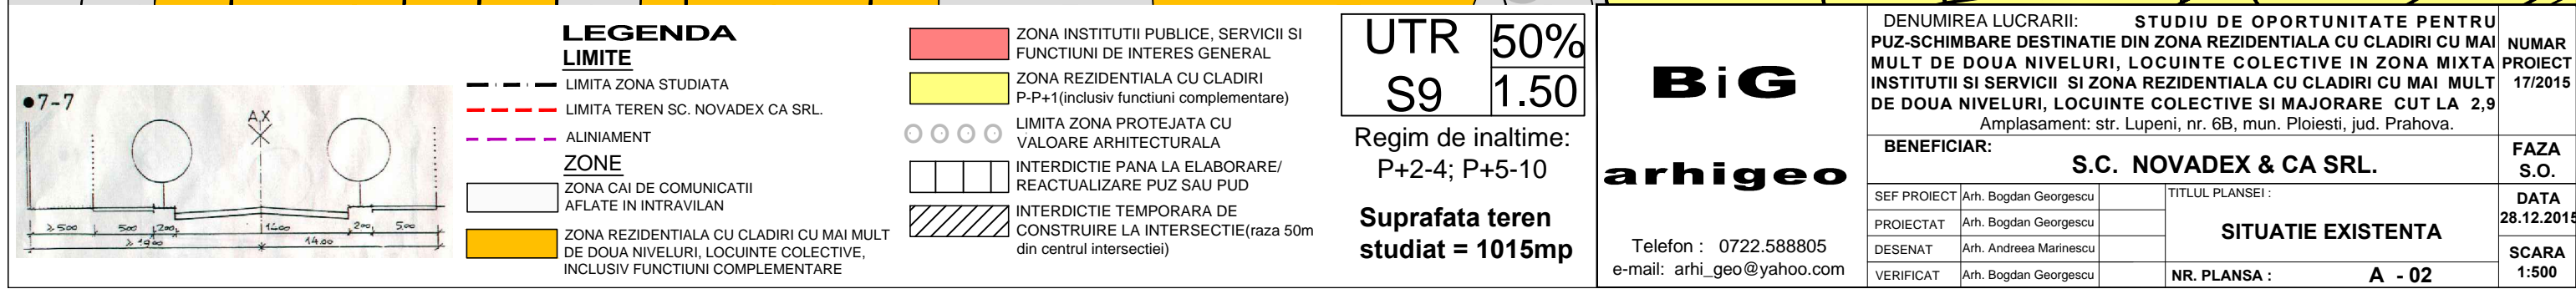 7-7
A.X
≥ 500
500
200
1400
200
500
≥ 1900
14.00
LEGENDA
LIMITE
LIMITA ZONA STUDIATA
LIMITA TEREN SC. NOVADEX CA SRL.
ALINIAMENT
ZONE
ZONA CAI DE COMUNICATII
AFLATE IN INTRAVILAN
ZONA REZIDENTIALA CU CLADIRI CU MAI MULT
DE DOUA NIVELURI, LOCUINTE COLECTIVE,
INCLUSIV FUNCTIUNI COMPLEMENTARE
ZONA INSTITUTII PUBLICE, SERVICII SI
FUNCTIUNI DE INTERES GENERAL
ZONA REZIDENTIALA CU CLADIRI
P-P+1(inclusiv functiuni complementare)
LIMITA ZONA PROTEJATA CU
VALOARE ARHITECTURALA
INTERDICTIE PANA LA ELABORARE/
REACTUALIZARE PUZ SAU PUD
INTERDICTIE TEMPORARA DE
CONSTRUIRE LA INTERSECTIE(raza 50m
din centrul intersectiei)
UTR 50%
S9 1.50
Regim de inaltime:
P+2-4; P+5-10
Suprafata teren
studiat = 1015mp
BiG
arhigeo
Telefon : 0722.588805
e-mail: arhi_geo@yahoo.com
DENUMIREA LUCRARII: STUDIU DE OPORTUNITATE PENTRU
PUZ-SCHIMBARE DESTINATIE DIN ZONA REZIDENTIALA CU CLADIRI CU MAI
MULT DE DOUA NIVELURI, LOCUINTE COLECTIVE IN ZONA MIXTA
INSTITUTII SI SERVICII SI ZONA REZIDENTIALA CU CLADIRI CU MAI MULT
DE DOUA NIVELURI, LOCUINTE COLECTIVE SI MAJORARE CUT LA 2,9
Amplasament: str. Lupeni, nr. 6B, mun. Ploiesti, jud. Prahova.
NUMAR
PROIECT
17/2015
BENEFICIAR:
S.C. NOVADEX & CA SRL.
FAZA
S.O.
SEF PROIECT Arh. Bogdan Georgescu
PROIECTAT Arh. Bogdan Georgescu
DESENAT Arh. Andreea Marinescu
VERIFICAT Arh. Bogdan Georgescu
TITLUL PLANSEI :
SITUATIE EXISTENTA
NR. PLANSA : A - 02
DATA
28.12.2015
SCARA
1:500